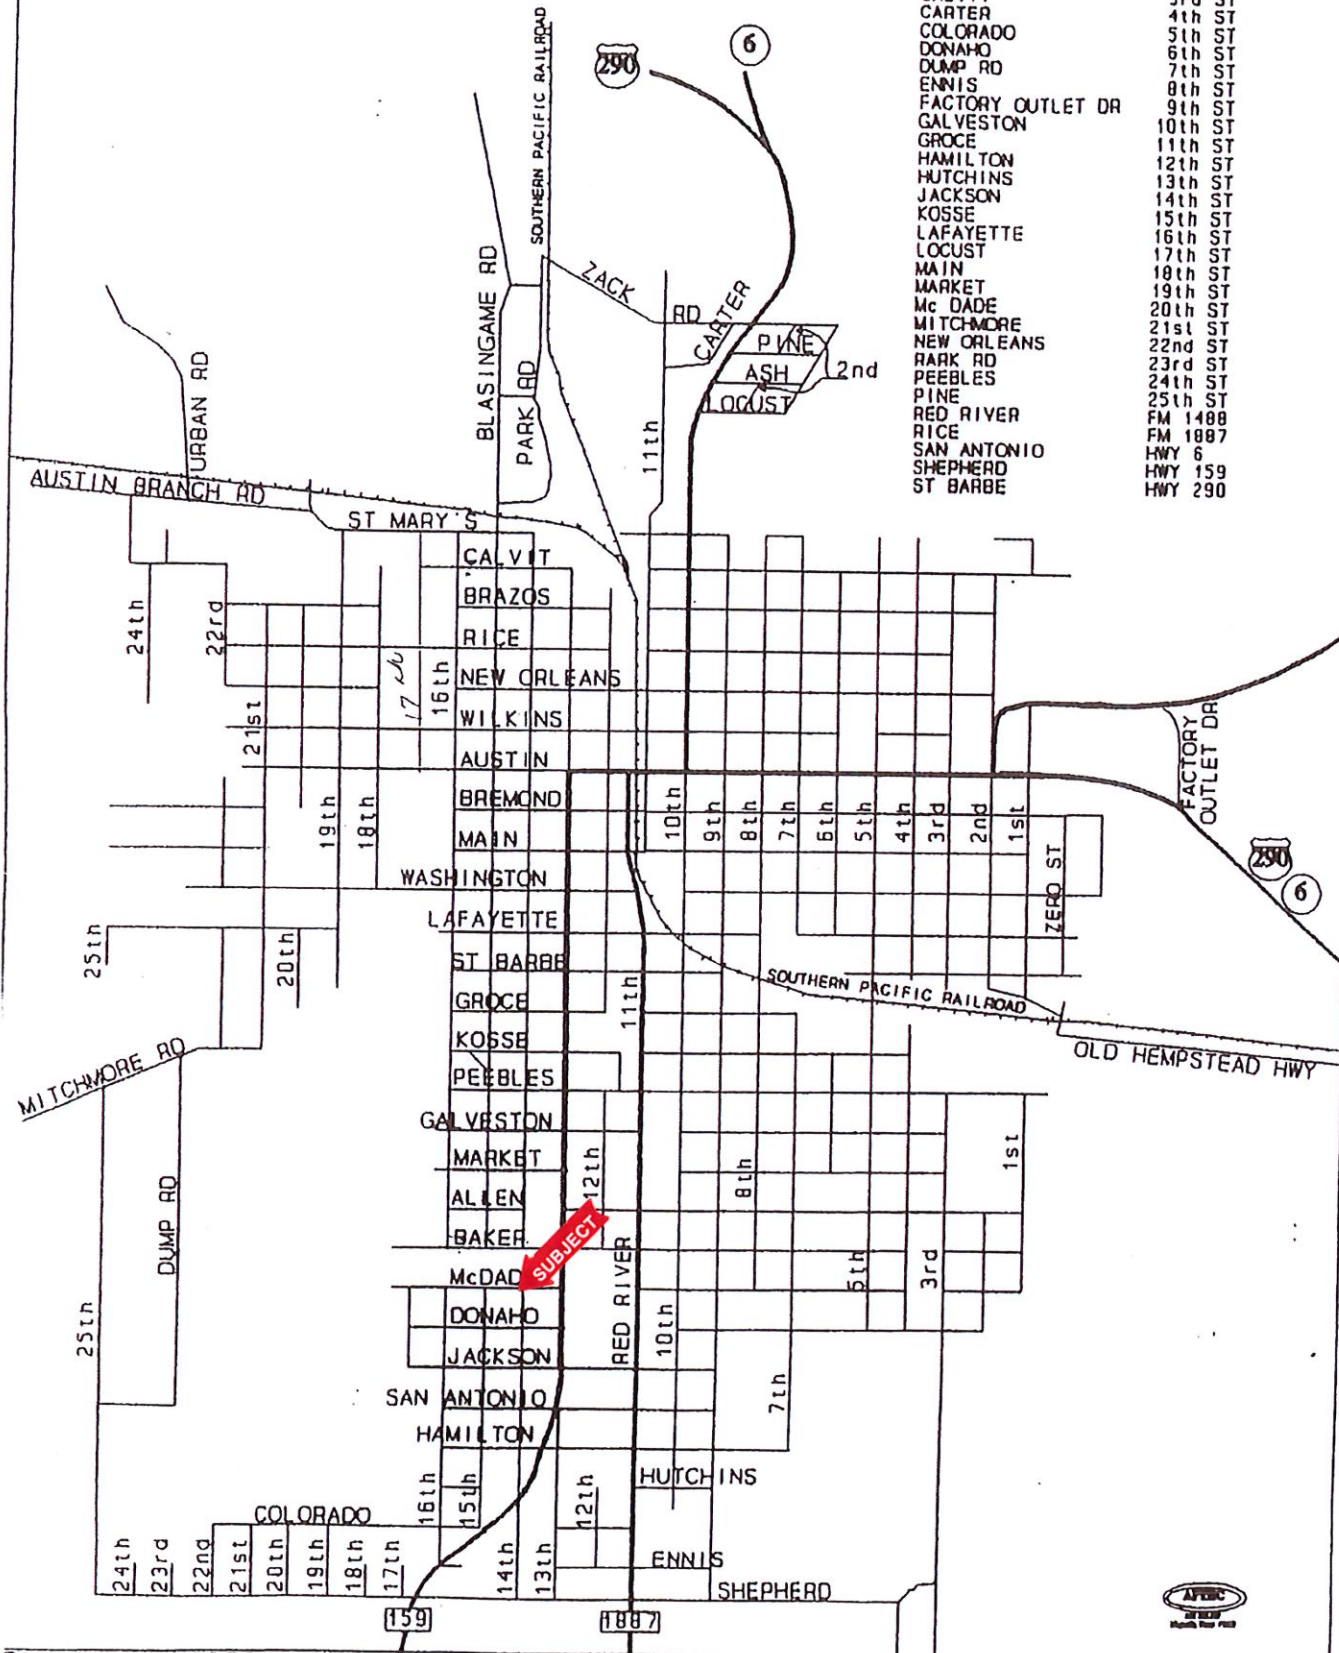 CARTER 4th ST
COLORADO 5th ST
DONAHO 6th ST
DUMP RD 7th ST
ENNIS 8th ST
FACTORY OUTLET DR 9th ST
GALVESTON 10th ST
GROCE 11th ST
HAMILTON 12th ST
HUTCHINS 13th ST
JACKSON 14th ST
KOSSE 15th ST
LAFAYETTE 16th ST
LOCUST 17th ST
MAIN 18th ST
MARKET 19th ST
Mc DADE 20th ST
MITCHMORE 21st ST
NEW ORLEANS 22nd ST
PARK RD 23rd ST
PEEBLES 24th ST
PINE 25th ST
RED RIVER FM 1488
RICE FM 1887
SAN ANTONIO HWY 6
SHEPHERD HWY 159
ST BARBE HWY 290
SOUTHERN PACIFIC RAILROAD
290
6
ZACK
RD
CARTER
PINE
ASH
2nd
LOCUST
BLASINGAME RD
PARK RD
11th
URBAN RD
AUSTIN BRANCH RD
ST MARY'S
CALVIT
BRAZOS
RICE
NEW ORLEANS
WILKINS
AUSTIN
BREMOND
MAIN
WASHINGTON
LAFAYETTE
ST BARBE
GROCE
KOSSE
PEEBLES
GALVESTON
MARKET
ALLEN
BAKER
McDAD
DONAHO
JACKSON
SAN ANTONIO
HAMILTON
24th
22rd
21st
17
16th
19th
18th
10th
9th
8th
7th
6th
5th
4th
3rd
2nd
1st
ZERO ST
FACTORY
OUTLET DR
290
6
25th
20th
11th
SOUTHERN PACIFIC RAILROAD
OLD HEMPSTEAD HWY
MITCHMORE RD
DUMP RD
25th
12th
8th
1st
SUBJECT
RED RIVER
10th
5th
3rd
7th
HUTCHINS
COLORADO
16th
15th
12th
24th
23rd
22nd
21st
20th
19th
18th
17th
14th
13th
ENNIS
SHEPHERD
159
1887